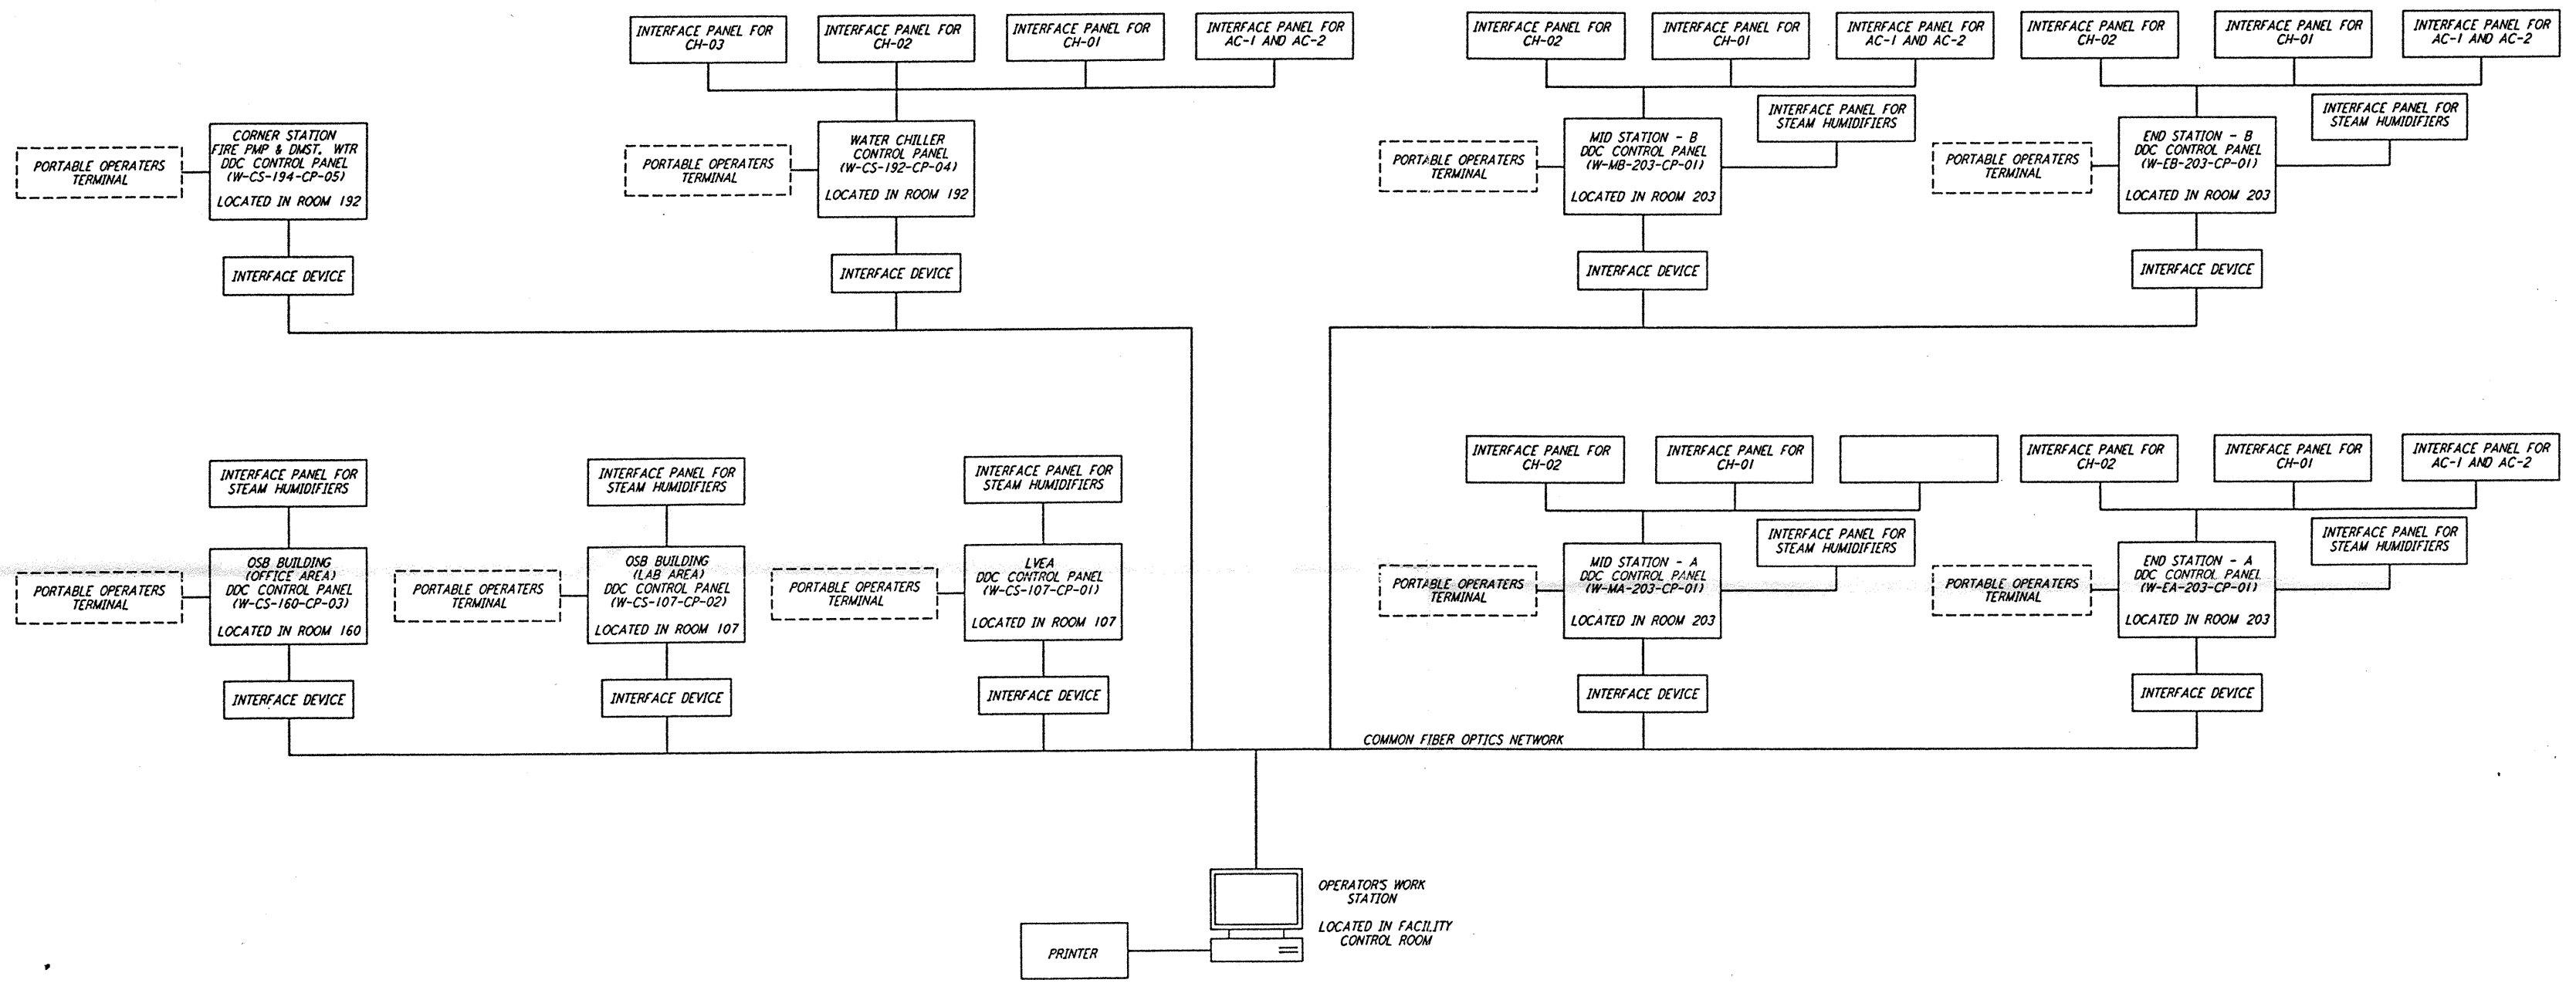 INTERFACE PANEL FOR
CH-03
INTERFACE PANEL FOR
CH-02
INTERFACE PANEL FOR
CH-01
INTERFACE PANEL FOR
AC-1 AND AC-2
INTERFACE PANEL FOR
CH-02
INTERFACE PANEL FOR
CH-01
INTERFACE PANEL FOR
AC-1 AND AC-2
INTERFACE PANEL FOR
CH-02
INTERFACE PANEL FOR
CH-01
INTERFACE PANEL FOR
AC-1 AND AC-2
PORTABLE OPERATERS
TERMINAL
CORNER STATION
FIRE PMP & DMST. WTR
DDC CONTROL PANEL
(W-CS-194-CP-05)
LOCATED IN ROOM 192
PORTABLE OPERATERS
TERMINAL
WATER CHILLER
CONTROL PANEL
(W-CS-192-CP-04)
LOCATED IN ROOM 192
PORTABLE OPERATERS
TERMINAL
MID STATION - B
DDC CONTROL PANEL
(W-MB-203-CP-01)
LOCATED IN ROOM 203
INTERFACE PANEL FOR
STEAM HUMIDIFIERS
PORTABLE OPERATERS
TERMINAL
END STATION - B
DDC CONTROL PANEL
(W-EB-203-CP-01)
LOCATED IN ROOM 203
INTERFACE PANEL FOR
STEAM HUMIDIFIERS
INTERFACE DEVICE
INTERFACE DEVICE
INTERFACE DEVICE
INTERFACE DEVICE
INTERFACE PANEL FOR
STEAM HUMIDIFIERS
INTERFACE PANEL FOR
STEAM HUMIDIFIERS
INTERFACE PANEL FOR
STEAM HUMIDIFIERS
INTERFACE PANEL FOR
CH-02
INTERFACE PANEL FOR
CH-01
INTERFACE PANEL FOR
CH-02
INTERFACE PANEL FOR
CH-01
INTERFACE PANEL FOR
AC-1 AND AC-2
PORTABLE OPERATERS
TERMINAL
OSB BUILDING
(OFFICE AREA)
DDC CONTROL PANEL
(W-CS-160-CP-03)
LOCATED IN ROOM 160
PORTABLE OPERATERS
TERMINAL
OSB BUILDING
(LAB AREA)
DDC CONTROL PANEL
(W-CS-107-CP-02)
LOCATED IN ROOM 107
PORTABLE OPERATERS
TERMINAL
LVEA
DDC CONTROL PANEL
(W-CS-107-CP-01)
LOCATED IN ROOM 107
PORTABLE OPERATERS
TERMINAL
MID STATION - A
DDC CONTROL PANEL
(W-MA-203-CP-01)
LOCATED IN ROOM 203
INTERFACE PANEL FOR
STEAM HUMIDIFIERS
PORTABLE OPERATERS
TERMINAL
END STATION - A
DDC CONTROL PANEL
(W-EA-203-CP-01)
LOCATED IN ROOM 203
INTERFACE PANEL FOR
STEAM HUMIDIFIERS
INTERFACE DEVICE
INTERFACE DEVICE
INTERFACE DEVICE
INTERFACE DEVICE
INTERFACE DEVICE
COMMON FIBER OPTICS NETWORK
OPERATOR'S WORK
STATION
LOCATED IN FACILITY
CONTROL ROOM
PRINTER